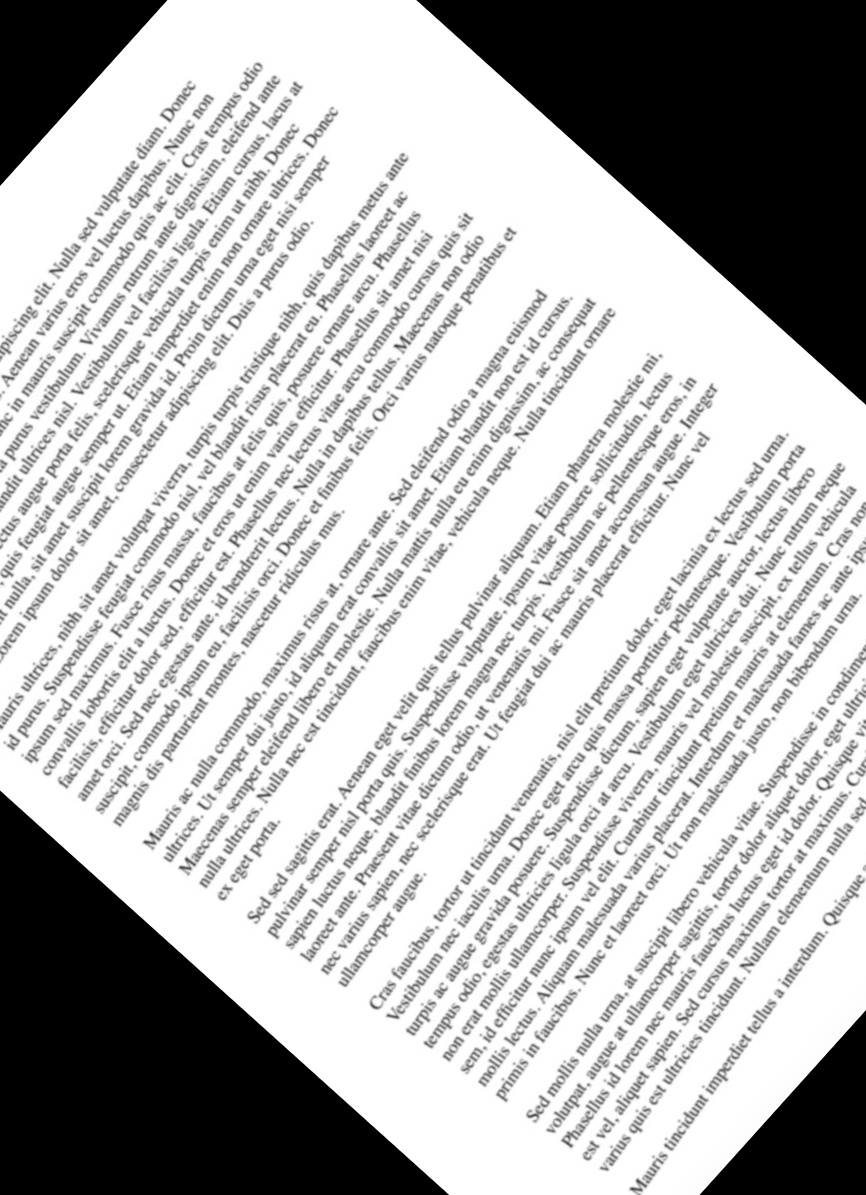 adipiscing elit. Nulla sed vulputate diam. Donec
Aenean varius eros vel luctus dapibus. Nunc non
in mauris suscipit commodo quis ac elit. Cras tempus odio
purus vestibulum. Vivamus rutrum ante dignissim, eleifend ante
blandit ultrices nisl. Vestibulum vel facilisis ligula. Etiam cursus, lacus at
luctus augue porta felis, scelerisque vehicula turpis enim ut nibh. Donec
quis feugiat augue semper ut. Etiam imperdiet enim non ornare ultrices. Donec
nulla, sit amet suscipit lorem gravida id. Proin dictum urna eget nisi semper
Lorem ipsum dolor sit amet, consectetur adipiscing elit. Duis a purus odio.
Mauris ultrices, nibh sit amet volutpat viverra, turpis turpis tristique nibh, quis dapibus metus ante
id purus. Suspendisse feugiat commodo nisl, vel blandit risus placerat eu. Phasellus laoreet ac
ipsum sed maximus. Fusce risus massa, faucibus at felis quis, posuere ornare arcu. Phasellus
convallis lobortis elit a luctus. Donec et eros ut enim varius efficitur. Phasellus sit amet nisi
facilisis, efficitur dolor sed, efficitur est. Phasellus nec lectus vitae arcu commodo cursus quis sit
amet orci. Sed nec egestas ante, id hendrerit lectus. Nulla in dapibus tellus. Maecenas non odio
suscipit, commodo ipsum eu, facilisis orci. Donec et finibus felis. Orci varius natoque penatibus et
magnis dis parturient montes, nascetur ridiculus mus.
Mauris ac nulla commodo, maximus risus at, ornare ante. Sed eleifend odio a magna euismod
ultrices. Ut semper dui justo, id aliquam erat convallis sit amet. Etiam blandit non est id cursus.
Maecenas semper eleifend libero et molestie. Nulla mattis nulla eu enim dignissim, ac consequat
nulla ultrices. Nulla nec est tincidunt, faucibus enim vitae, vehicula neque. Nulla tincidunt ornare
ex eget porta.
Sed sed sagittis erat. Aenean eget velit quis tellus pulvinar aliquam. Etiam pharetra molestie mi,
pulvinar semper nisl porta quis. Suspendisse vulputate, ipsum vitae posuere sollicitudin, lectus
sapien luctus neque, blandit finibus lorem magna nec turpis. Vestibulum ac pellentesque eros, in
laoreet ante. Praesent vitae dictum odio, ut venenatis mi. Fusce sit amet accumsan augue. Integer
nec varius sapien, nec scelerisque erat. Ut feugiat dui ac mauris placerat efficitur. Nunc vel
ullamcorper augue.
Cras faucibus, tortor ut tincidunt venenatis, nisl elit pretium dolor, eget lacinia ex lectus sed urna.
Vestibulum nec iaculis urna. Donec eget arcu quis massa porttitor pellentesque. Vestibulum porta
turpis ac augue gravida posuere. Suspendisse dictum, sapien eget vulputate auctor, lectus libero
tempus odio, egestas ultricies ligula orci at arcu. Vestibulum eget ultricies dui. Nunc rutrum neque
non erat mollis ullamcorper. Suspendisse viverra, mauris vel molestie suscipit, ex tellus vehicula
sem, id efficitur nunc ipsum vel elit. Curabitur tincidunt pretium mauris at elementum. Cras
mollis lectus. Aliquam malesuada varius placerat. Interdum et malesuada fames ac ante
primis in faucibus. Nunc et laoreet orci. Ut non malesuada justo, non bibendum urna.
Sed mollis nulla urna, at suscipit libero vehicula vitae. Suspendisse in
volutpat, augue at ullamcorper sagittis, tortor dolor aliquet dolor, eget
Phasellus id lorem nec mauris faucibus luctus eget id dolor. Quisque
est vel, aliquet sapien. Sed cursus maximus tortor at maximus.
varius quis est ultricies tincidunt. Nullam elementum nulla
Mauris tincidunt imperdiet tellus a interdum. Quisque